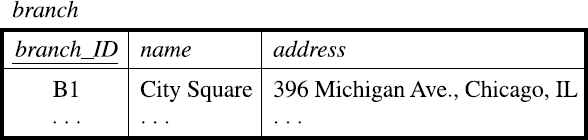 branch
branch_ID name address
B1 City Square 396 Michigan Ave., Chicago, IL
. . . . . . . . .